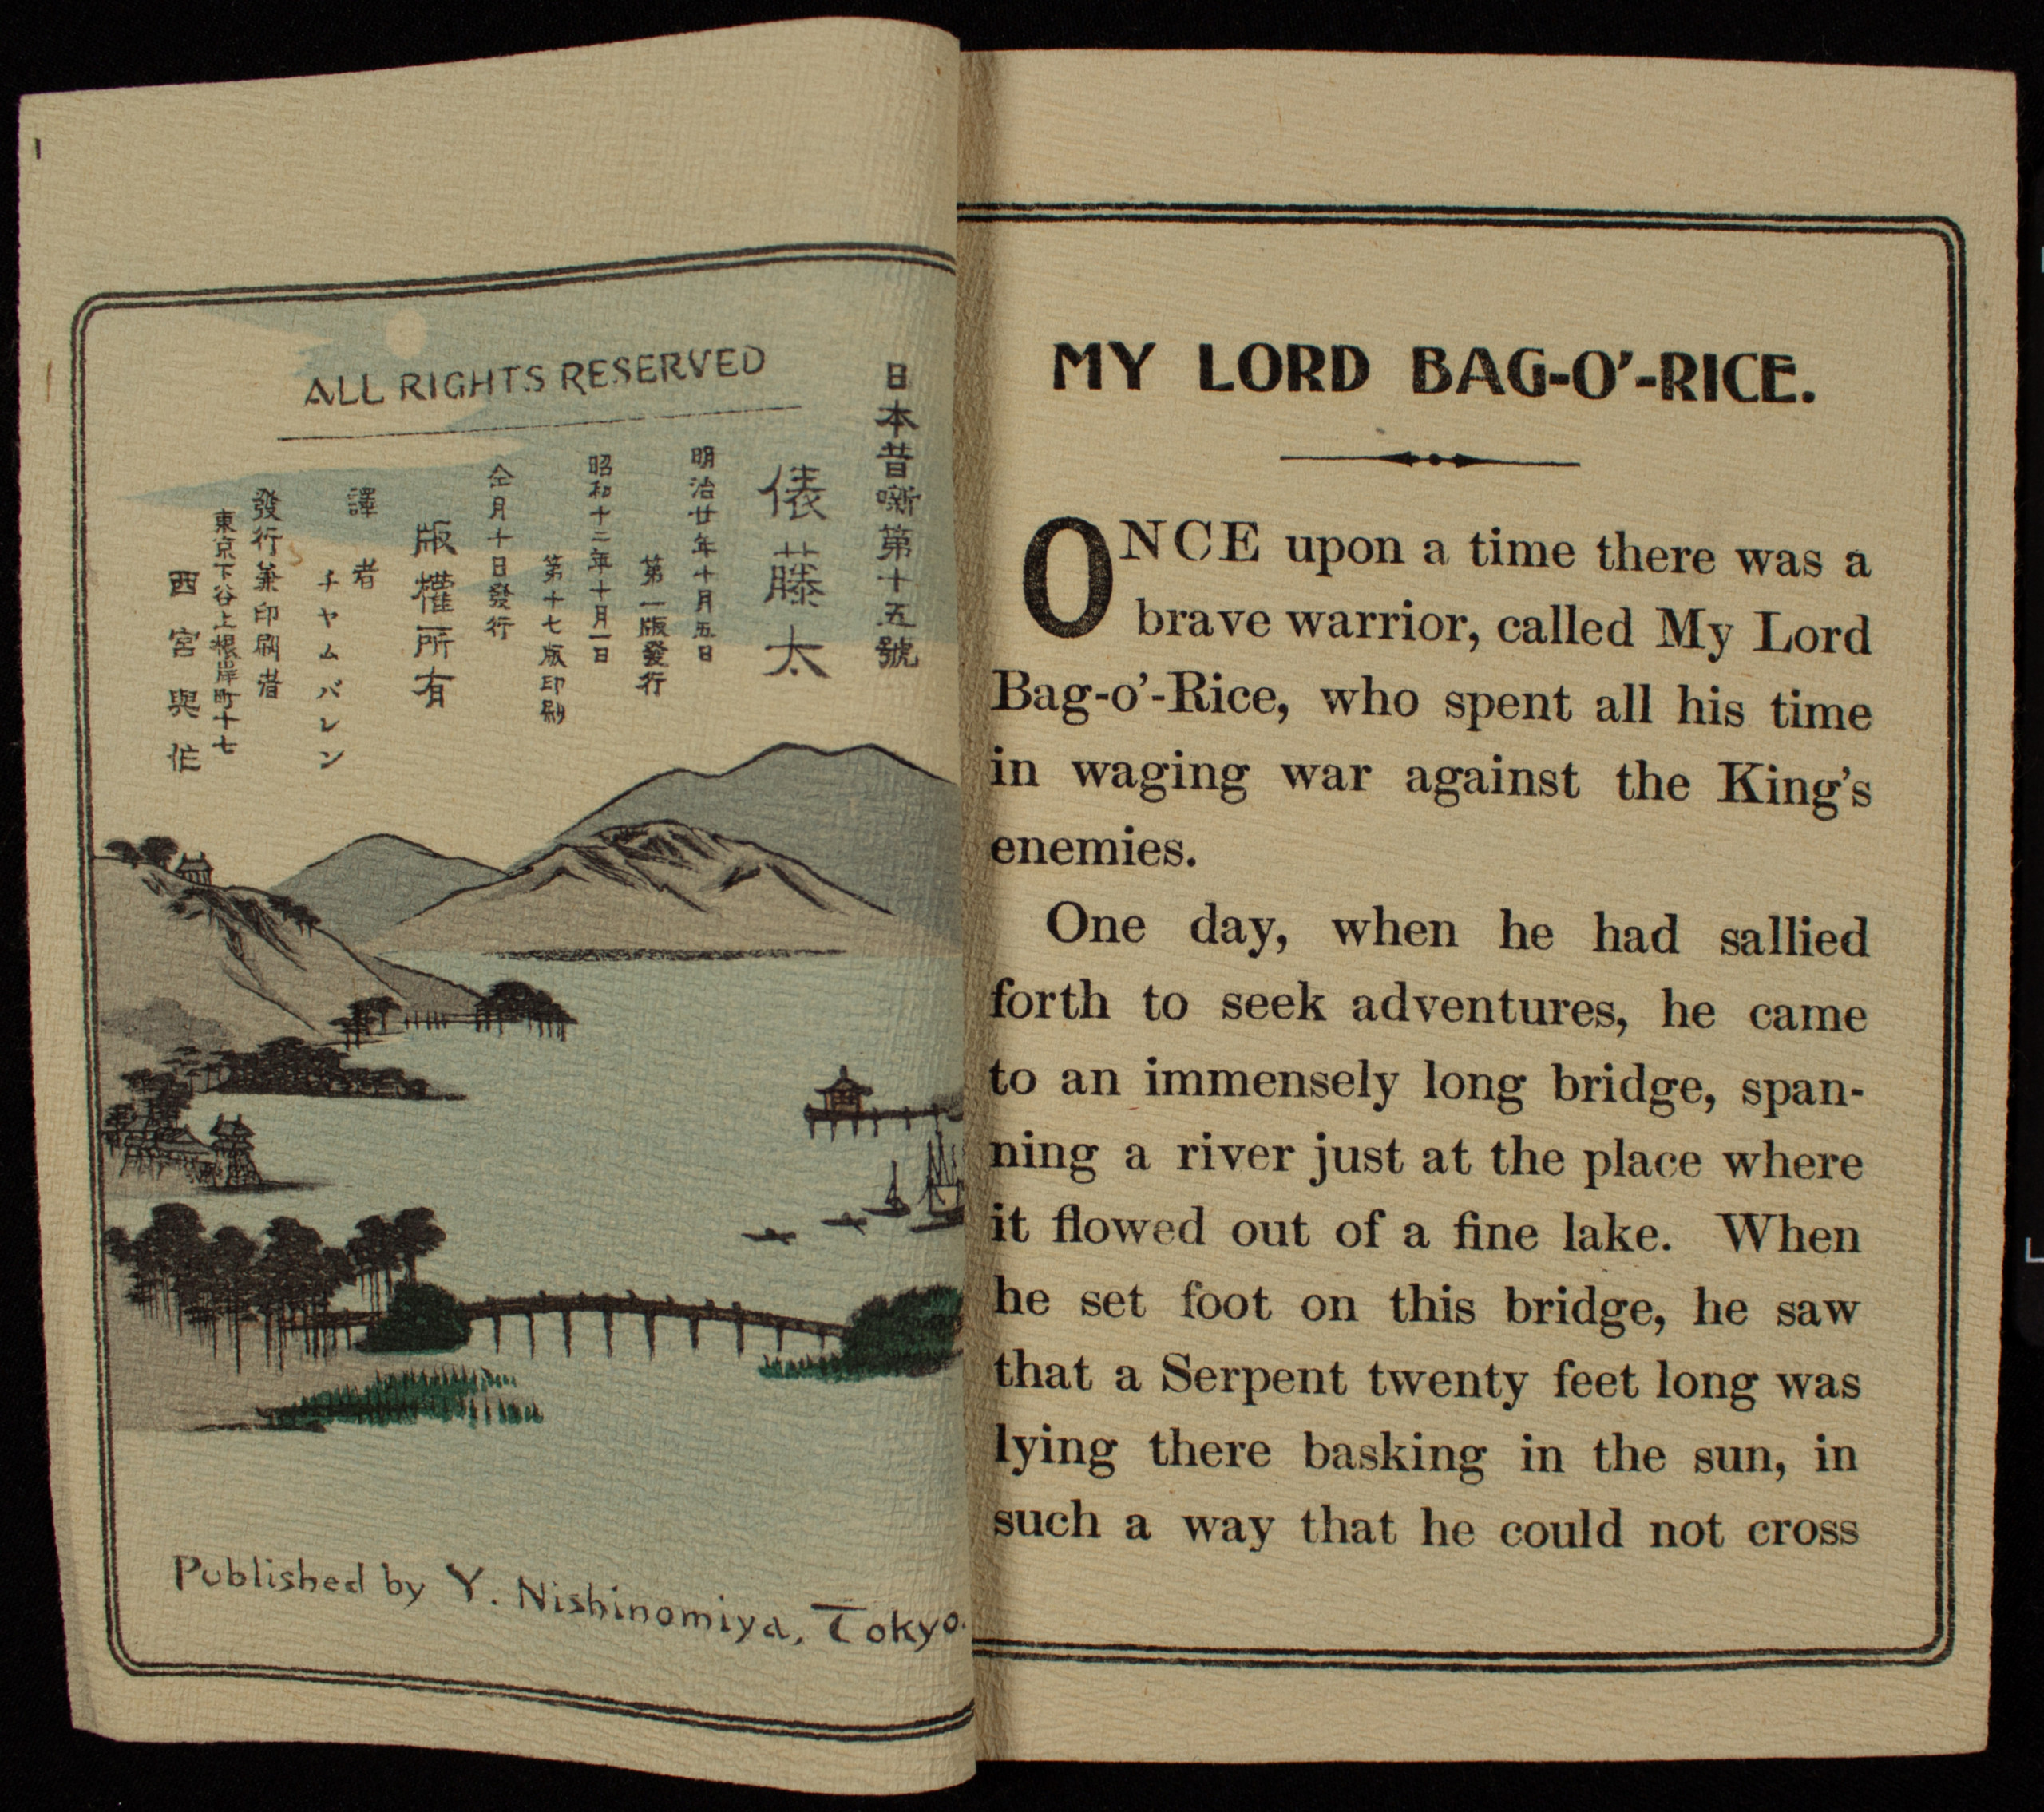 ALL RIGHTS RESERVED
日本昔噺第十五號
俵藤太
明治廿年十月五日
第一版發行
昭和十二年十月一日
第十七版印刷
仝月十日發行
版權所有
譯者
チヤムバレン
發行兼印刷者
東京下谷上根岸町十七
西宮與作
Published by Y. Nishinomiya, Tokyo.
MY LORD BAG-O'-RICE.
ONCE upon a time there was a
brave warrior, called My Lord
Bag-o'-Rice, who spent all his time
in waging war against the King's
enemies.
One day, when he had sallied
forth to seek adventures, he came
to an immensely long bridge, span-
ning a river just at the place where
it flowed out of a fine lake. When
he set foot on this bridge, he saw
that a Serpent twenty feet long was
lying there basking in the sun, in
such a way that he could not cross